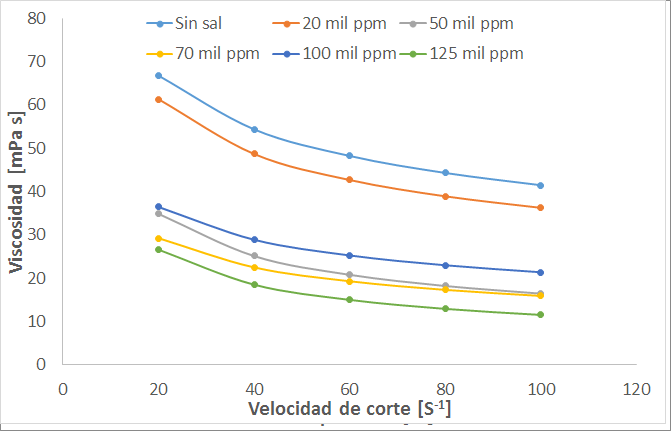 Sin sal 20 mil ppm 50 mil ppm
70 mil ppm 100 mil ppm 125 mil ppm
80
70
60
50
40
30
20
10
0
Viscosidad [mPa s]
0 20 40 60 80 100 120
Velocidad de corte [S-1]